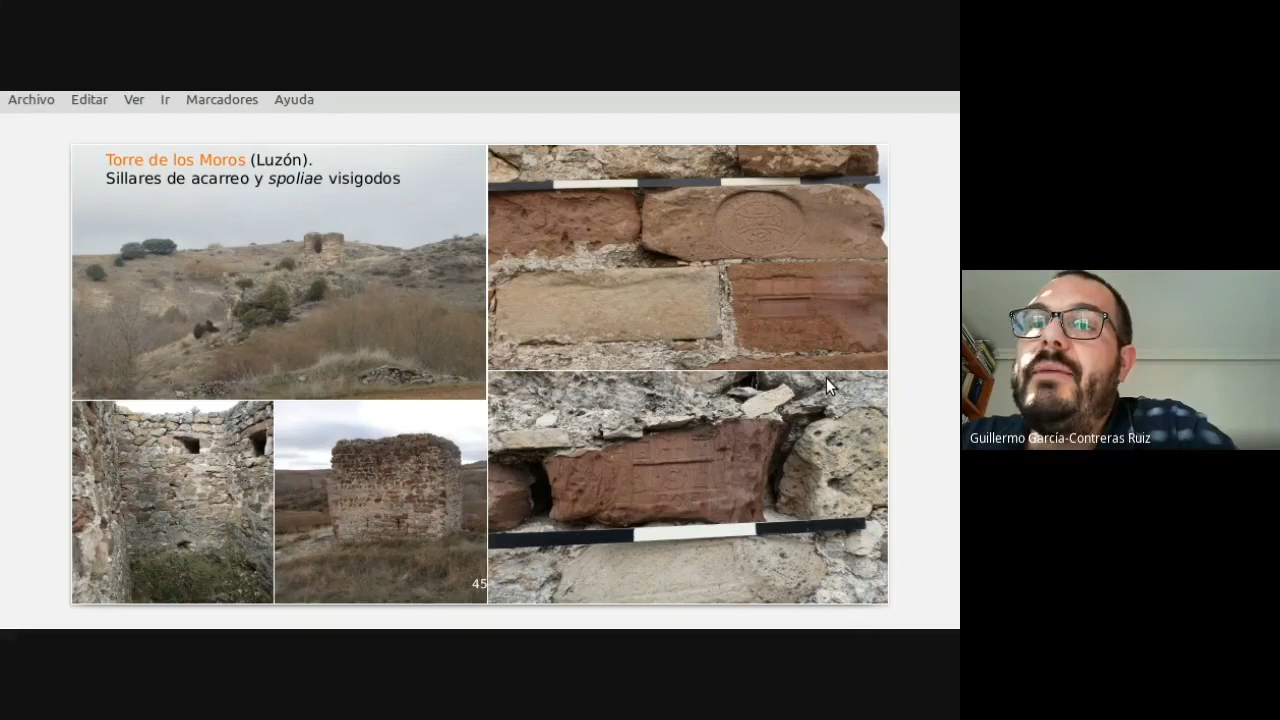 Archivo Editar Ver Ir Marcadores Ayuda
Torre de los Moros (Luzón).
Sillares de acarreo y spoliae visigodos
45
Guillermo García-Contreras Ruiz